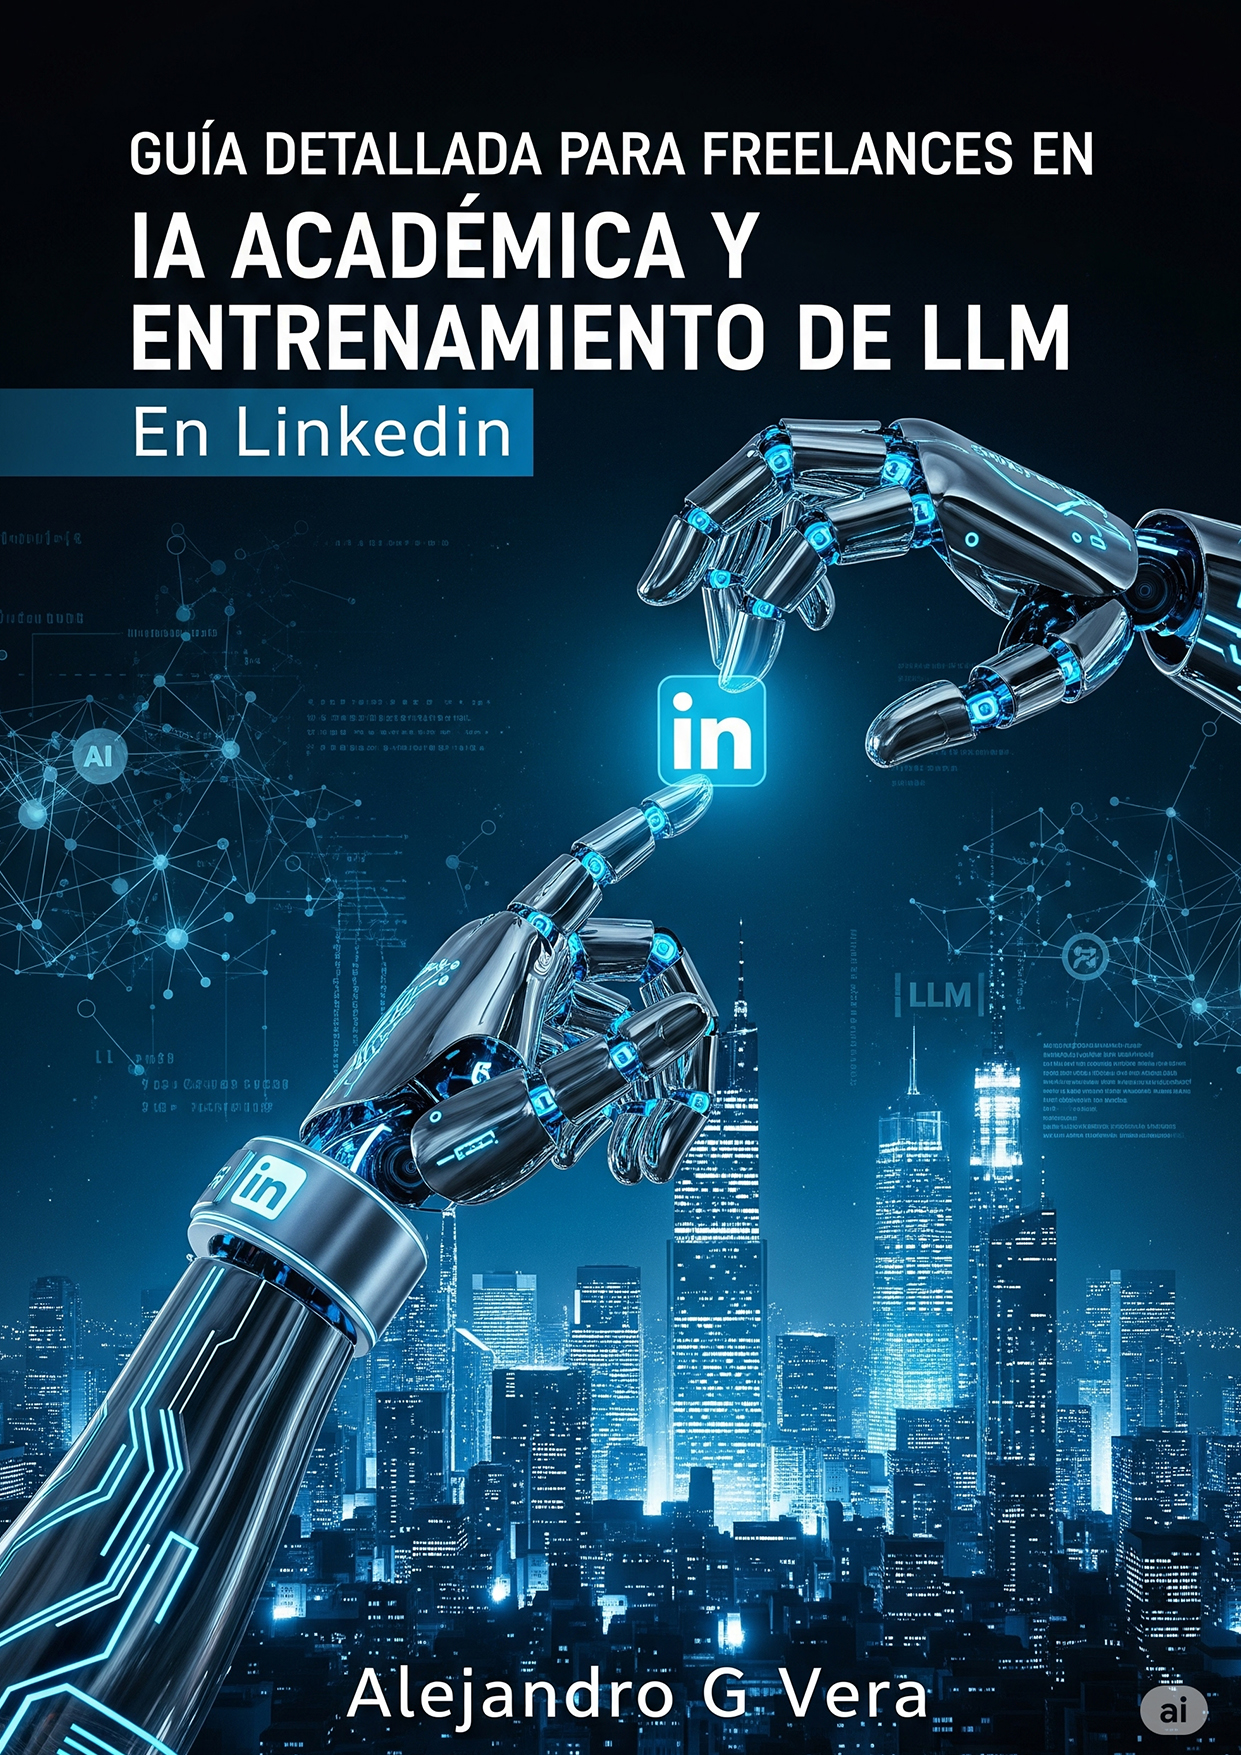 GUÍA DETALLADA PARA FREELANCES EN
IA ACADÉMICA Y
ENTRENAMIENTO DE LLM
En Linkedin
in
AI
LLM
in
Alejandro G Vera
ai